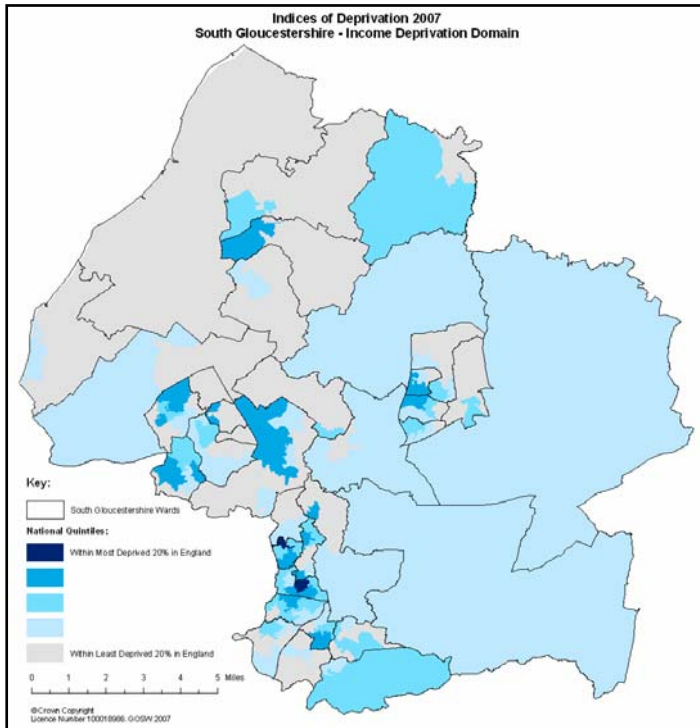 Indices of Deprivation 2007
South Gloucestershire - Income Deprivation Domain
Key:
South Gloucestershire Wards
National Quintiles:
Within Most Deprived 20% in England
Within Least Deprived 20% in England
0 1 2 3 4 5 Miles
©Crown Copyright
Licence Number 100018986. GOSW 2007